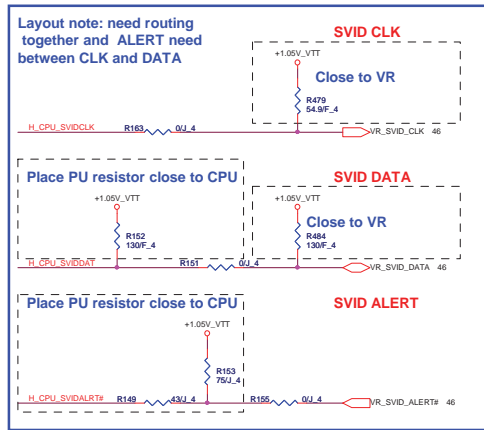 Layout note: need routing
together and ALERT need
between CLK and DATA
SVID CLK
+1.05V_VTT
Close to VR
R479
54.9/F_4
H_CPU_SVIDCLK R163 0/J_4 VR_SVID_CLK 46
Place PU resistor close to CPU
SVID DATA
+1.05V_VTT
+1.05V_VTT
Close to VR
R152
130/F_4
R484
130/F_4
H_CPU_SVIDDAT R151 0/J_4 VR_SVID_DATA 46
Place PU resistor close to CPU
SVID ALERT
+1.05V_VTT
R153
75/J_4
H_CPU_SVIDALRT# R149 43/J_4 R155 0/J_4 VR_SVID_ALERT# 46